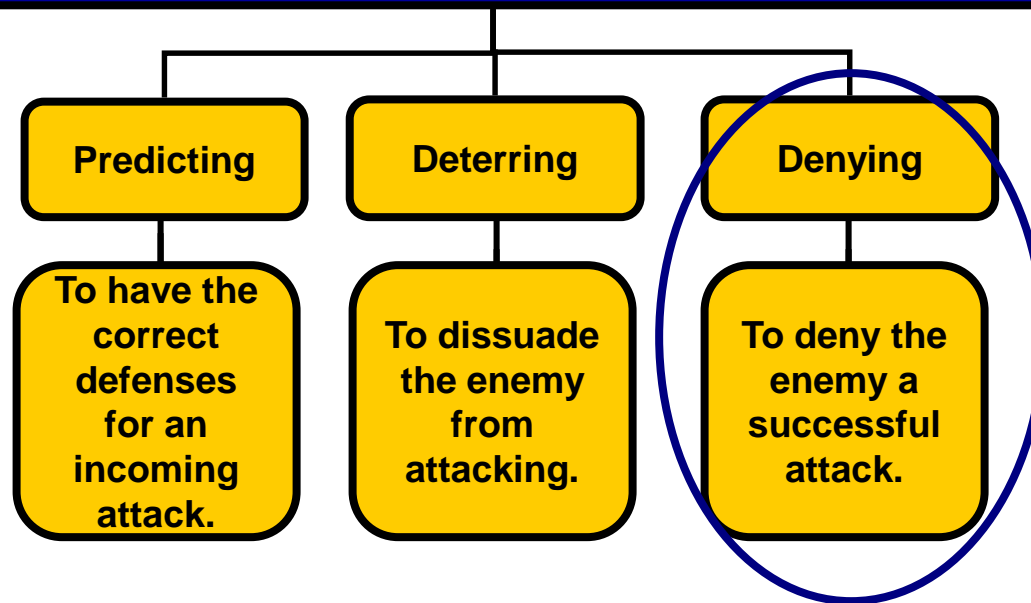 Predicting
Deterring
Denying
To have the
correct
defenses
for an
incoming
attack.
To dissuade
the enemy
from
attacking.
To deny the
enemy a
successful
attack.